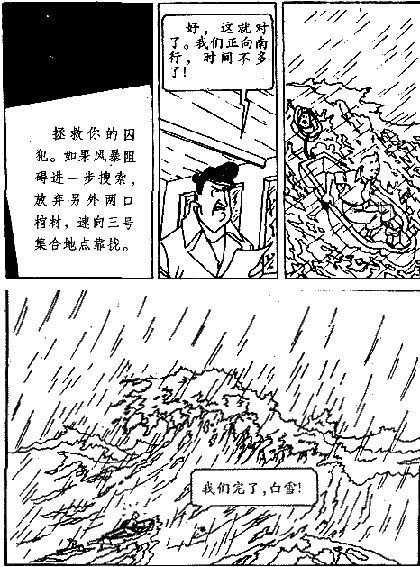 拯救你的囚
犯。如果风暴阻
碍进一步搜索，
放弃另外两口
棺材，速向三号
集合地点靠拢。
好，这就对
了。我们正向南
行，时间不多
了！
我们完了，白雪！